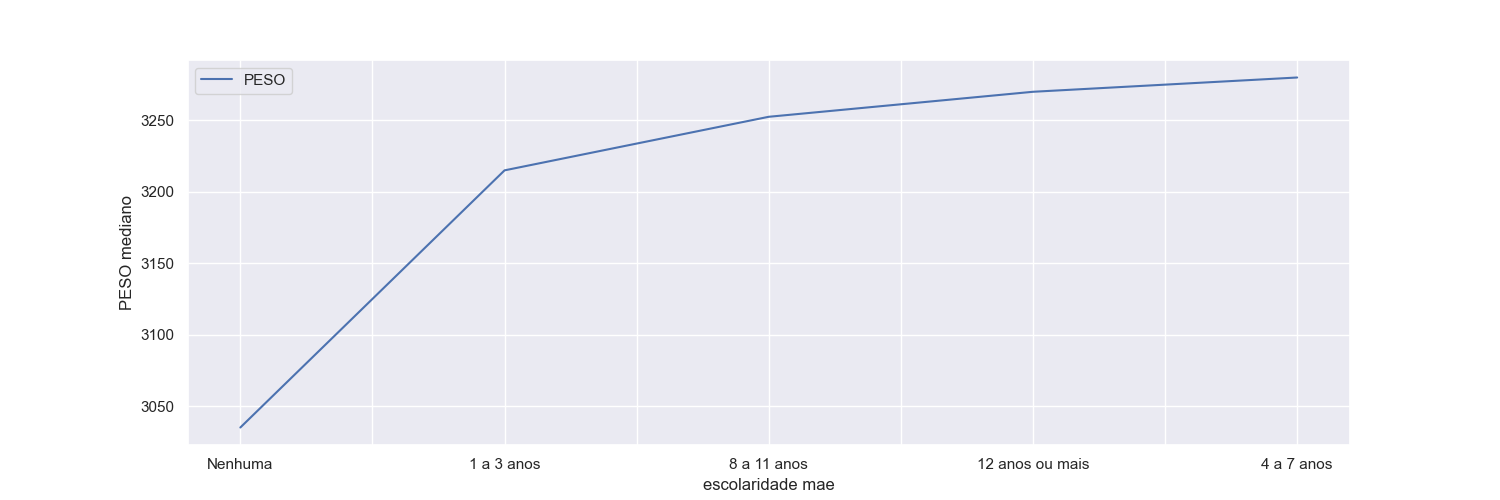 PESO
PESO mediano
3250
3200
3150
3100
3050
Nenhuma
1 a 3 anos
8 a 11 anos
12 anos ou mais
4 a 7 anos
escolaridade mae